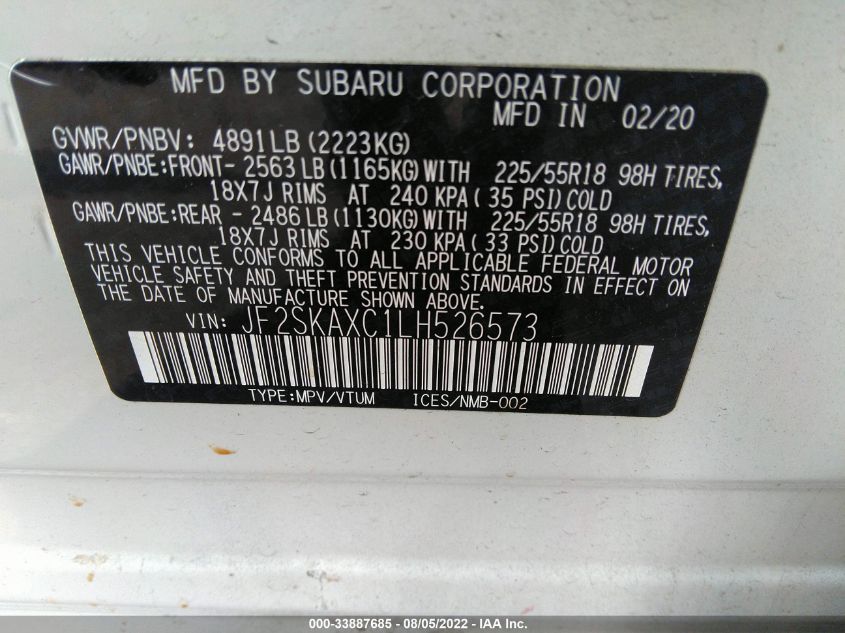 MFD BY SUBARU CORPORATION
MFD IN 02/20
GVWR/PNBV: 4891LB (2223KG)
GAWR/PNBE:FRONT- 2563 LB (1165KG) WITH 225/55R18 98H TIRES,
18X7J RIMS AT 240 KPA ( 35 PSI) COLD
GAWR/PNBE:REAR - 2486 LB (1130KG) WITH 225/55R18 98H TIRES,
18X7J RIMS AT 230 KPA ( 33 PSI) COLD
THIS VEHICLE CONFORMS TO ALL APPLICABLE FEDERAL MOTOR
VEHICLE SAFETY AND THEFT PREVENTION STANDARDS IN EFFECT ON
THE DATE OF MANUFACTURE SHOWN ABOVE.
VIN: JF2SKAXC1LH526573
TYPE:MPV/VTUM ICES/NMB-002
000-33887685 - 08/05/2022 - IAA Inc.